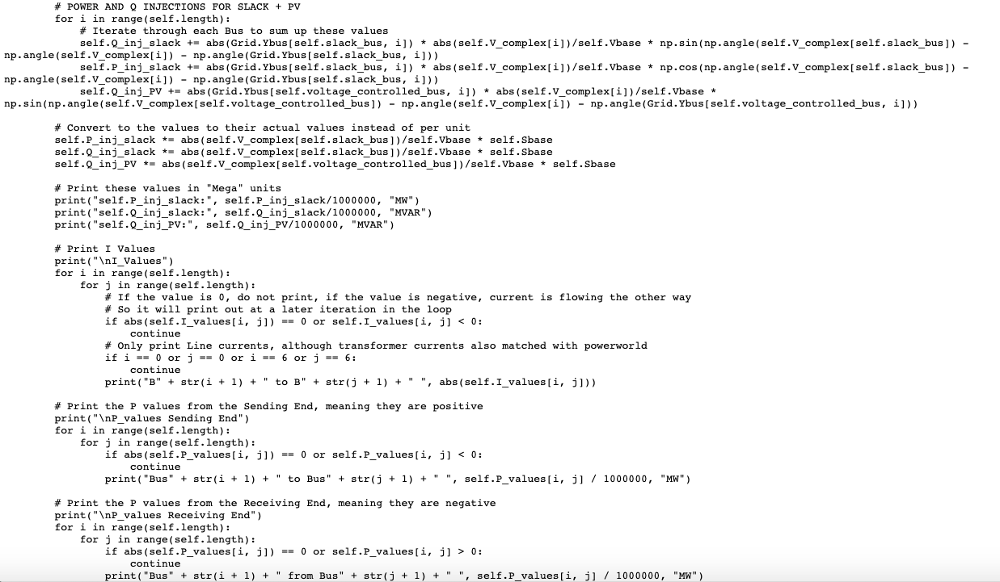 # POWER AND Q INJECTIONS FOR SLACK + PV
for i in range(self.length):
# Iterate through each Bus to sum up these values
self.Q_inj_slack += abs(Grid.Ybus[self.slack_bus, i]) * abs(self.V_complex[i])/self.Vbase * np.sin(np.angle(self.V_complex[self.slack_bus]) -
np.angle(self.V_complex[i]) - np.angle(Grid.Ybus[self.slack_bus, i]))
self.P_inj_slack += abs(Grid.Ybus[self.slack_bus, i]) * abs(self.V_complex[i])/self.Vbase * np.cos(np.angle(self.V_complex[self.slack_bus]) -
np.angle(self.V_complex[i]) - np.angle(Grid.Ybus[self.slack_bus, i]))
self.Q_inj_PV += abs(Grid.Ybus[self.voltage_controlled_bus, i]) * abs(self.V_complex[i])/self.Vbase *
np.sin(np.angle(self.V_complex[self.voltage_controlled_bus]) - np.angle(self.V_complex[i]) - np.angle(Grid.Ybus[self.voltage_controlled_bus, i]))
# Convert to the values to their actual values instead of per unit
self.P_inj_slack *= abs(self.V_complex[self.slack_bus])/self.Vbase * self.Sbase
self.Q_inj_slack *= abs(self.V_complex[self.slack_bus])/self.Vbase * self.Sbase
self.Q_inj_PV *= abs(self.V_complex[self.voltage_controlled_bus])/self.Vbase * self.Sbase
# Print these values in "Mega" units
print("self.P_inj_slack:", self.P_inj_slack/1000000, "MW")
print("self.Q_inj_slack:", self.Q_inj_slack/1000000, "MVAR")
print("self.Q_inj_PV:", self.Q_inj_PV/1000000, "MVAR")
# Print I Values
print("\nI_Values")
for i in range(self.length):
for j in range(self.length):
# If the value is 0, do not print, if the value is negative, current is flowing the other way
# So it will print out at a later iteration in the loop
if abs(self.I_values[i, j]) == 0 or self.I_values[i, j] < 0:
continue
# Only print Line currents, although transformer currents also matched with powerworld
if i == 0 or j == 0 or i == 6 or j == 6:
continue
print("B" + str(i + 1) + " to B" + str(j + 1) + " ", abs(self.I_values[i, j]))
# Print the P values from the Sending End, meaning they are positive
print("\nP_values Sending End")
for i in range(self.length):
for j in range(self.length):
if abs(self.P_values[i, j]) == 0 or self.P_values[i, j] < 0:
continue
print("Bus" + str(i + 1) + " to Bus" + str(j + 1) + " ", self.P_values[i, j] / 1000000, "MW")
# Print the P values from the Receiving End, meaning they are negative
print("\nP_values Receiving End")
for i in range(self.length):
for j in range(self.length):
if abs(self.P_values[i, j]) == 0 or self.P_values[i, j] > 0:
continue
print("Bus" + str(i + 1) + " from Bus" + str(j + 1) + " ", self.P_values[i, j] / 1000000, "MW")